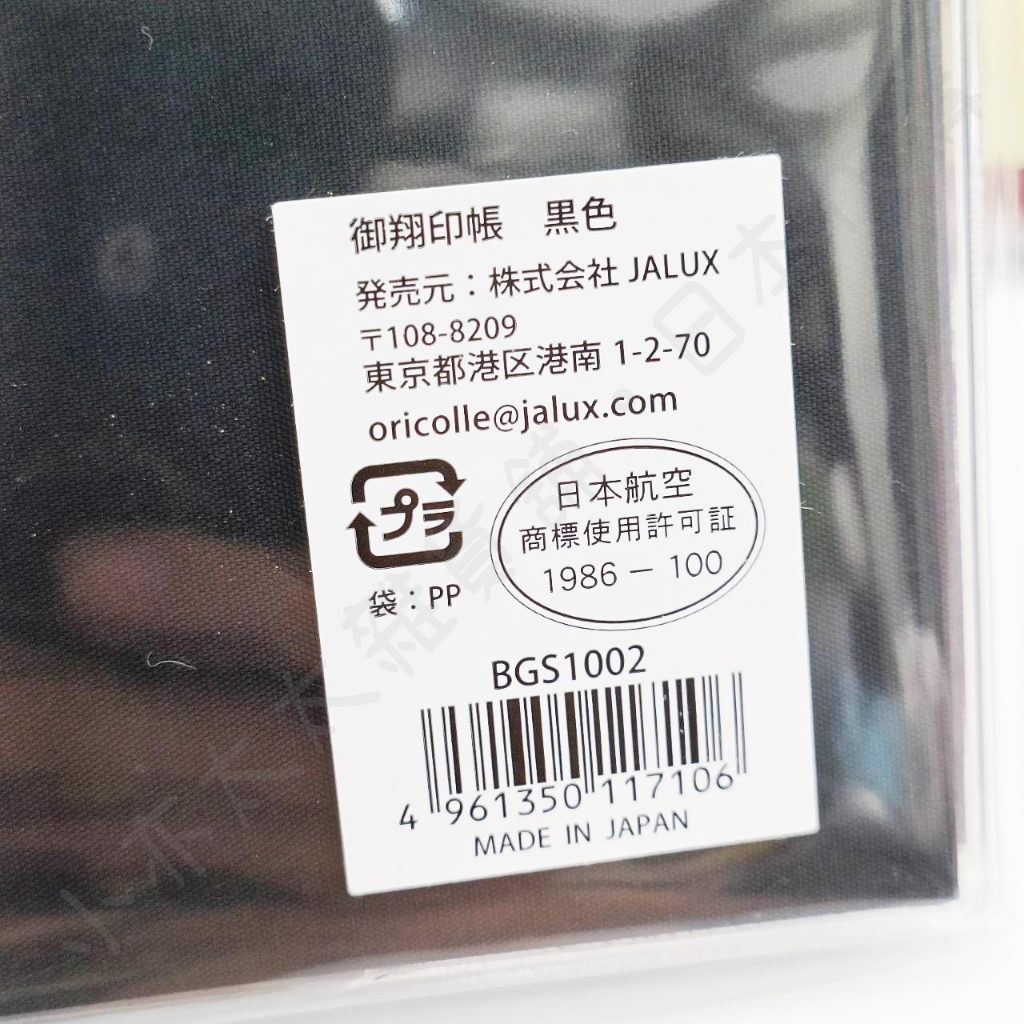 御翔印帳　黒色
発売元：株式会社 JALUX
〒108-8209
東京都港区港南 1-2-70
oricolle@jalux.com
プラ
袋：PP
日本航空
商標使用許可証
1986 − 100
BGS1002
4 961350 117106
MADE IN JAPAN